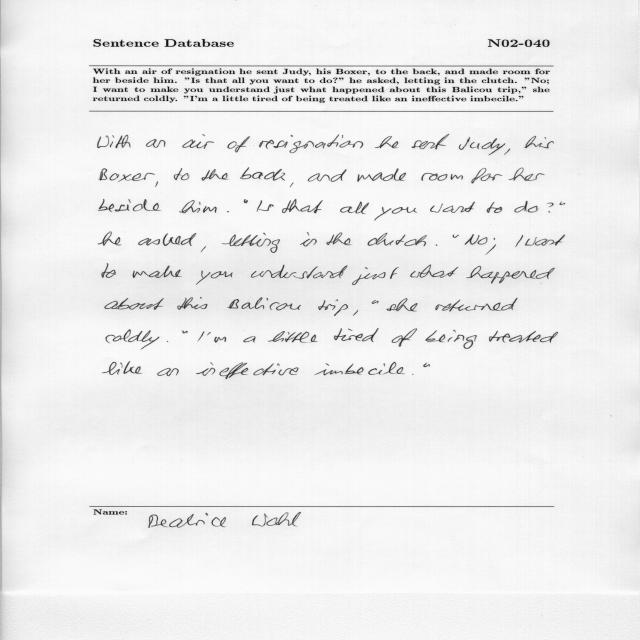 Sentence Database N02-040
With an air of resignation he sent Judy, his Boxer, to the back, and made room for
her beside him. "Is that all you want to do?" he asked, letting in the clutch. "No;
I want to make you understand just what happened about this Balicou trip," she
returned coldly. "I'm a little tired of being treated like an ineffective imbecile."
With an air of resignation he sent Judy, his
Boxer, to the back, and made room for her
beside him. "Is that all you want to do?"
he asked, letting in the clutch. "No; I want
to make you understand just what happened
about this Balicou trip," she returned
coldly. "I'm a little tired of being treated
like an ineffective imbecile."
Name: Beatrice Wahl